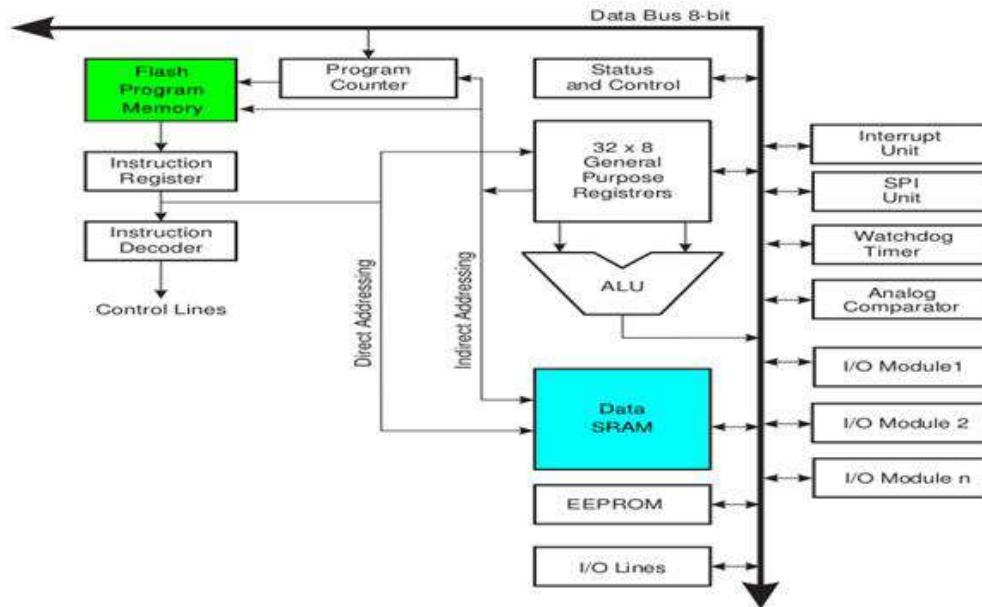 Data Bus 8-bit
Flash
Program
Memory
Program
Counter
Status
and Control
Interrupt
Unit
32 x 8
General
Purpose
Registrers
Instruction
Register
SPI
Unit
Instruction
Decoder
Watchdog
Timer
ALU
Analog
Comparator
Control Lines
Direct Addressing
Indirect Addressing
I/O Module1
Data
SRAM
I/O Module 2
I/O Module n
EEPROM
I/O Lines